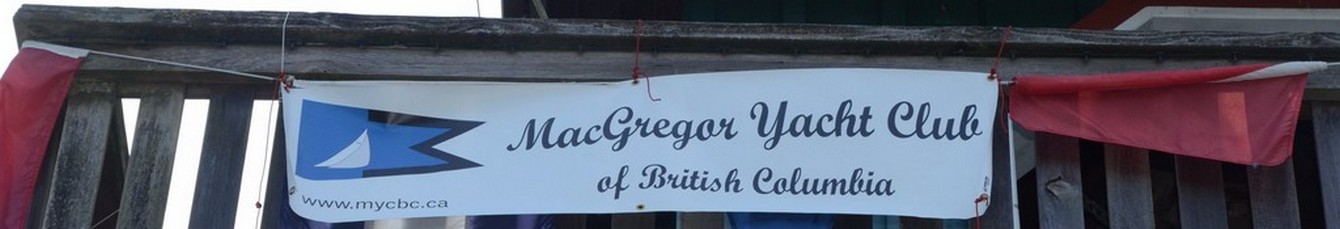 MacGregor Yacht Club
of British Columbia
www.mycbc.ca